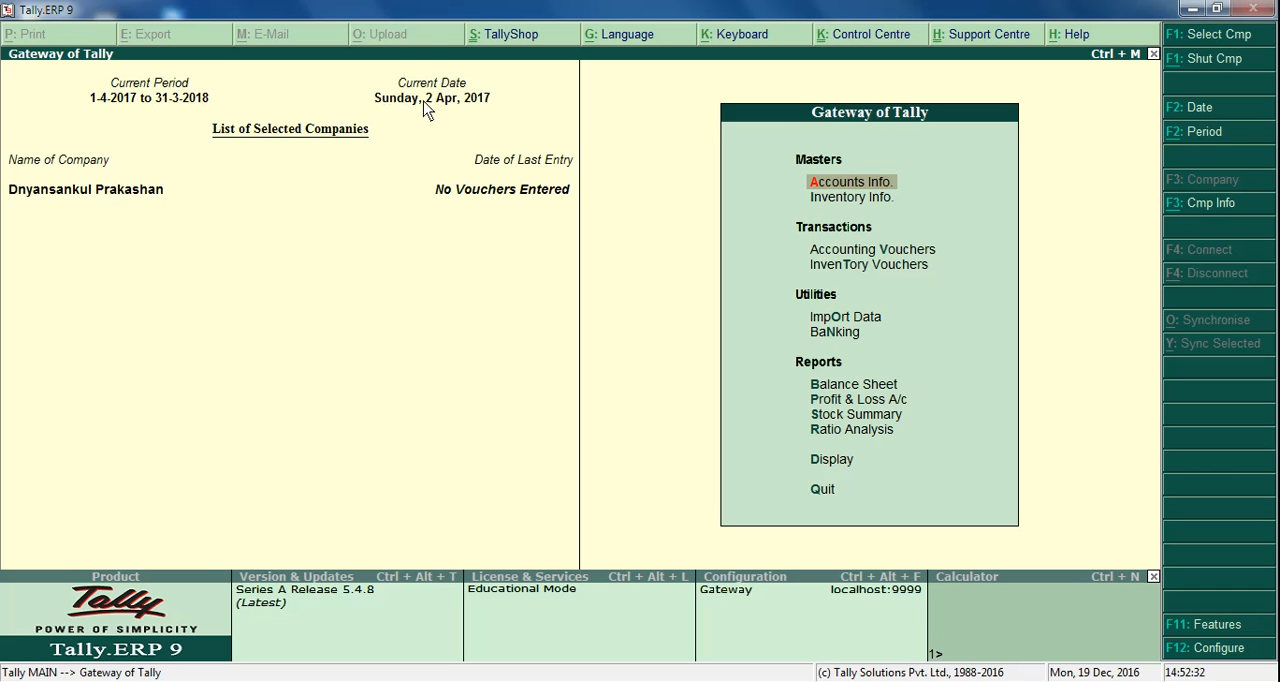 Tally.ERP 9
P: Print
E: Export
M: E-Mail
O: Upload
S: TallyShop
G: Language
K: Keyboard
K: Control Centre
H: Support Centre
H: Help
Gateway of Tally
Ctrl + M
Current Period
1-4-2017 to 31-3-2018
Current Date
Sunday, 2 Apr, 2017
List of Selected Companies
Name of Company
Date of Last Entry
Dnyansankul Prakashan
No Vouchers Entered
Gateway of Tally
Masters
Accounts Info.
Inventory Info.
Transactions
Accounting Vouchers
InvenTory Vouchers
Utilities
ImpOrt Data
BaNking
Reports
Balance Sheet
Profit & Loss A/c
Stock Summary
Ratio Analysis
Display
Quit
F1: Select Cmp
F1: Shut Cmp
F2: Date
F2: Period
F3: Company
F3: Cmp Info
F4: Connect
F4: Disconnect
O: Synchronise
Y: Sync Selected
F11: Features
F12: Configure
Product
Tally
POWER OF SIMPLICITY
Tally.ERP 9
Version & Updates
Ctrl + Alt + T
Series A Release 5.4.8
(Latest)
License & Services
Ctrl + Alt + L
Educational Mode
Configuration
Ctrl + Alt + F
Gateway
localhost:9999
Calculator
Ctrl + N
1>
Tally MAIN --> Gateway of Tally
(c) Tally Solutions Pvt. Ltd., 1988-2016
Mon, 19 Dec, 2016
14:52:32